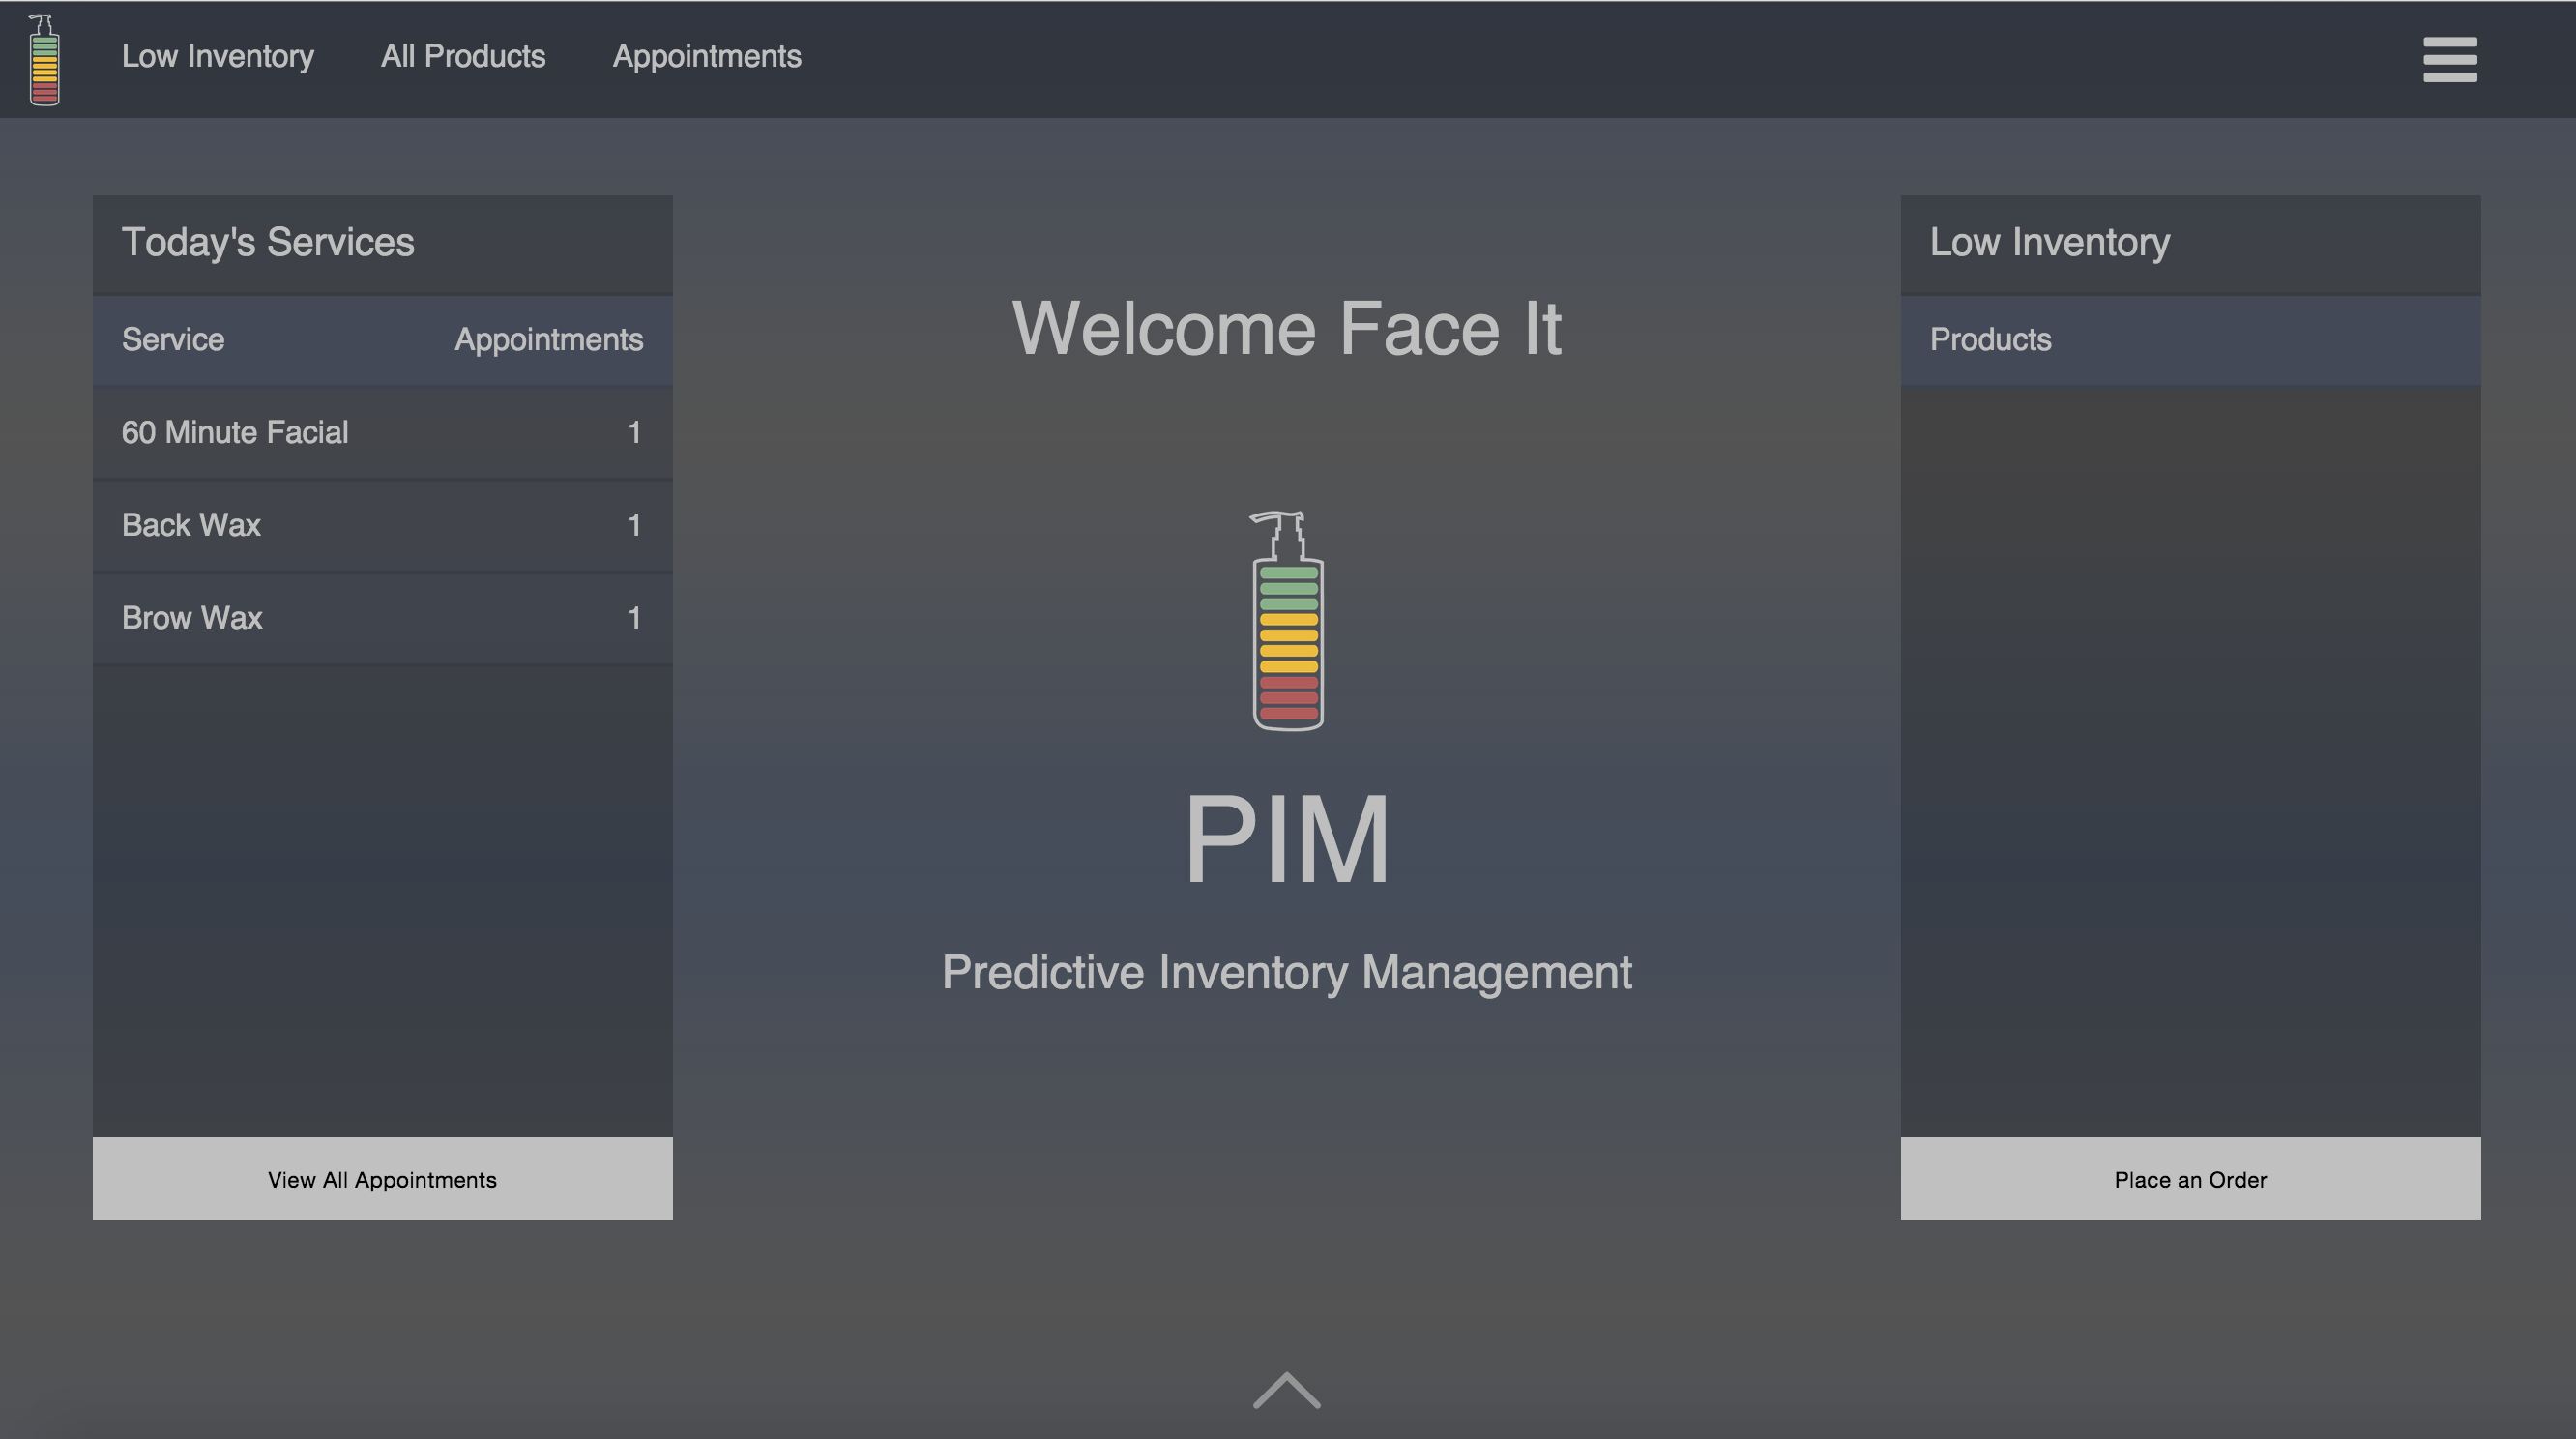 Low Inventory All Products Appointments
Today's Services
Service Appointments
60 Minute Facial 1
Back Wax 1
Brow Wax 1
View All Appointments
Welcome Face It
PIM
Predictive Inventory Management
Low Inventory
Products
Place an Order